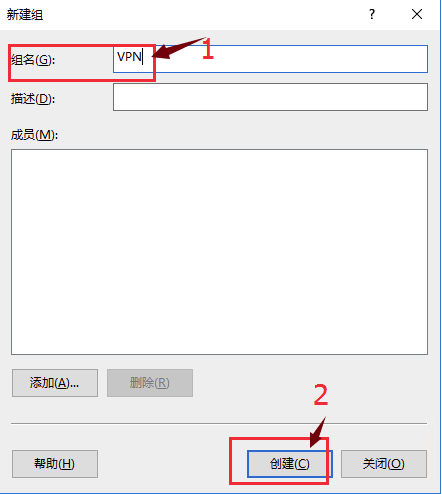 新建组
?
组名(G):
VPN
1
描述(D):
成员(M):
添加(A)...
删除(R)
2
帮助(H)
创建(C)
关闭(O)